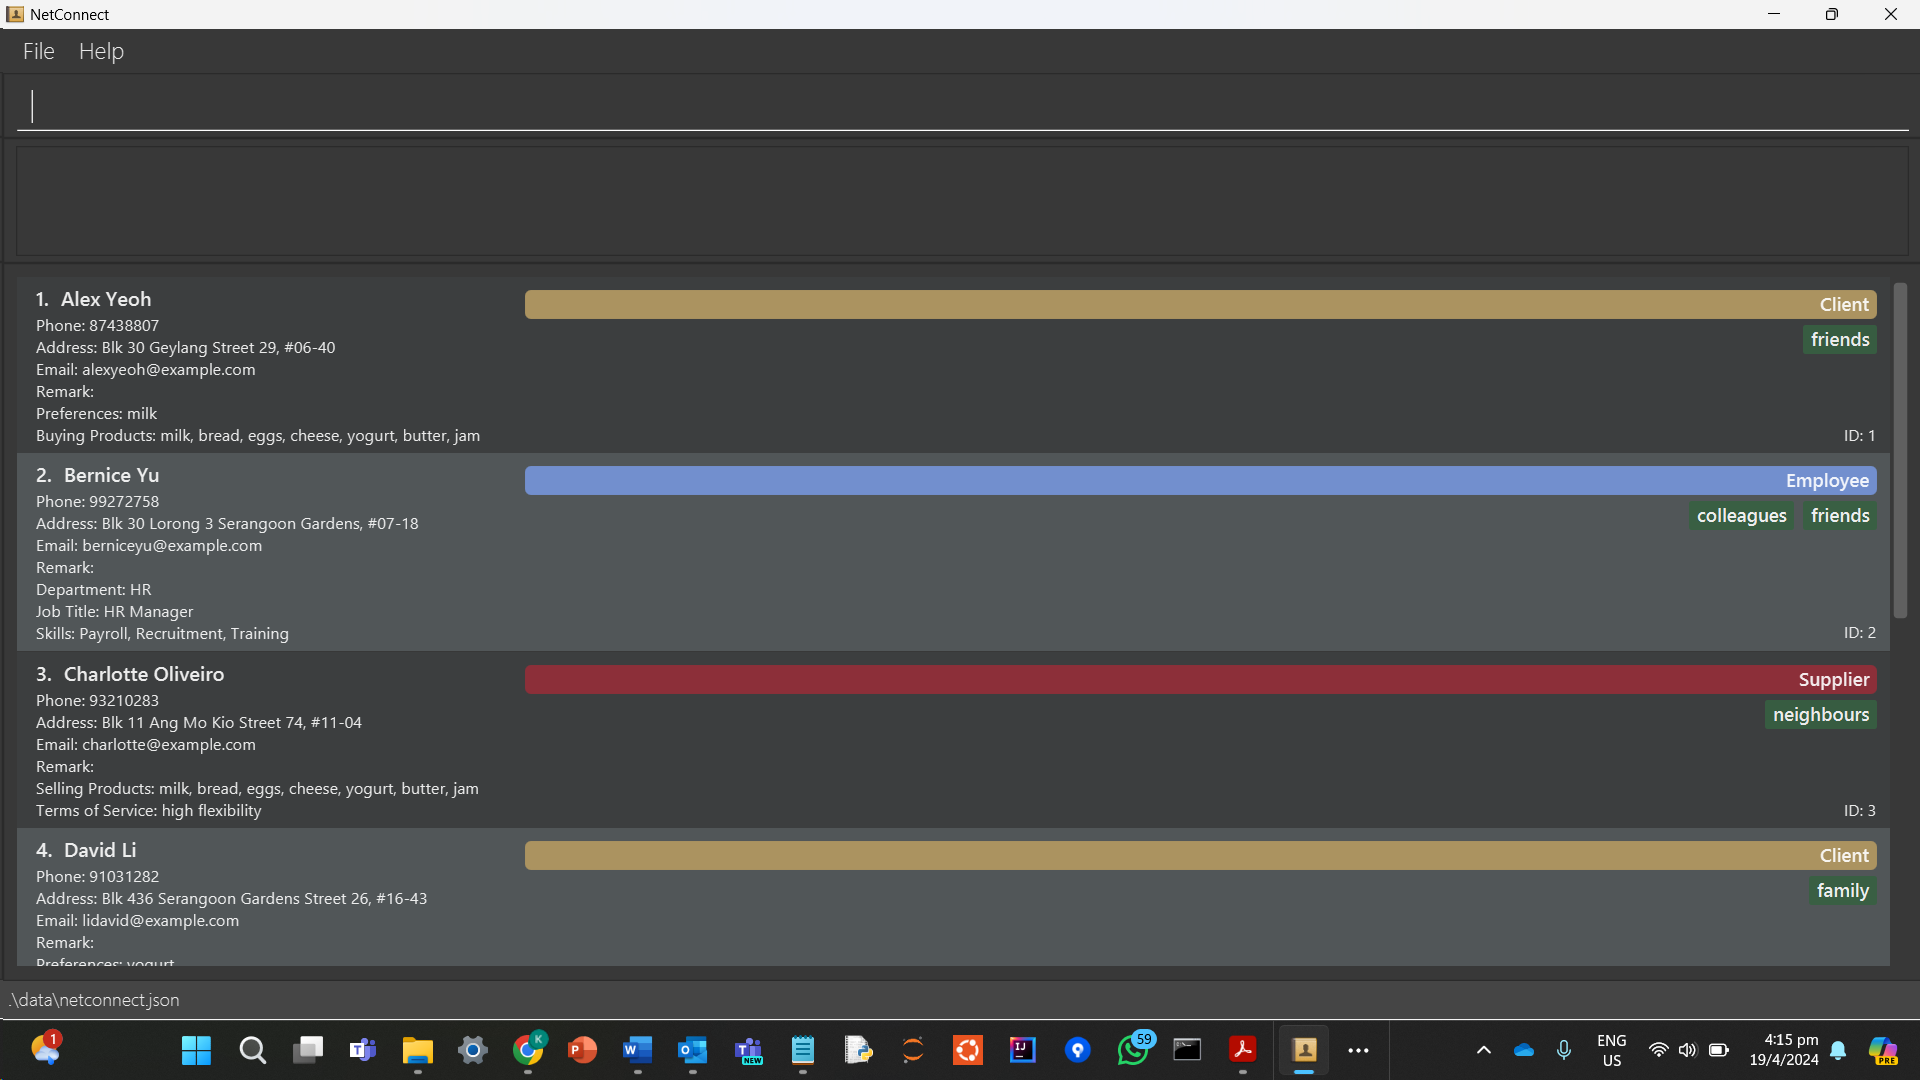 NetConnect
File Help
1. Alex Yeoh
Client
Phone: 87438807
friends
Address: Blk 30 Geylang Street 29, #06-40
Email: alexyeoh@example.com
Remark:
Preferences: milk
Buying Products: milk, bread, eggs, cheese, yogurt, butter, jam
ID: 1
2. Bernice Yu
Employee
Phone: 99272758
colleagues friends
Address: Blk 30 Lorong 3 Serangoon Gardens, #07-18
Email: berniceyu@example.com
Remark:
Department: HR
Job Title: HR Manager
Skills: Payroll, Recruitment, Training
ID: 2
3. Charlotte Oliveiro
Supplier
Phone: 93210283
neighbours
Address: Blk 11 Ang Mo Kio Street 74, #11-04
Email: charlotte@example.com
Remark:
Selling Products: milk, bread, eggs, cheese, yogurt, butter, jam
Terms of Service: high flexibility
ID: 3
4. David Li
Client
Phone: 91031282
family
Address: Blk 436 Serangoon Gardens Street 26, #16-43
Email: lidavid@example.com
Remark:
Preferences: yogurt
.\data\netconnect.json
1
K
59
NEW
ENG
US
4:15 pm
19/4/2024
PRE